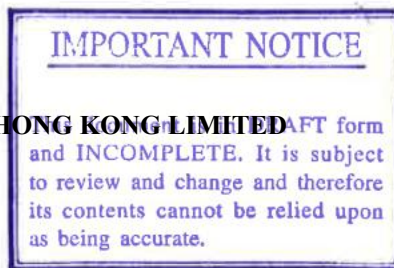 IMPORTANT NOTICE
HONG KONG LIMITED
form
and INCOMPLETE. It is subject
to review and change and therefore
its contents cannot be relied upon
as being accurate.